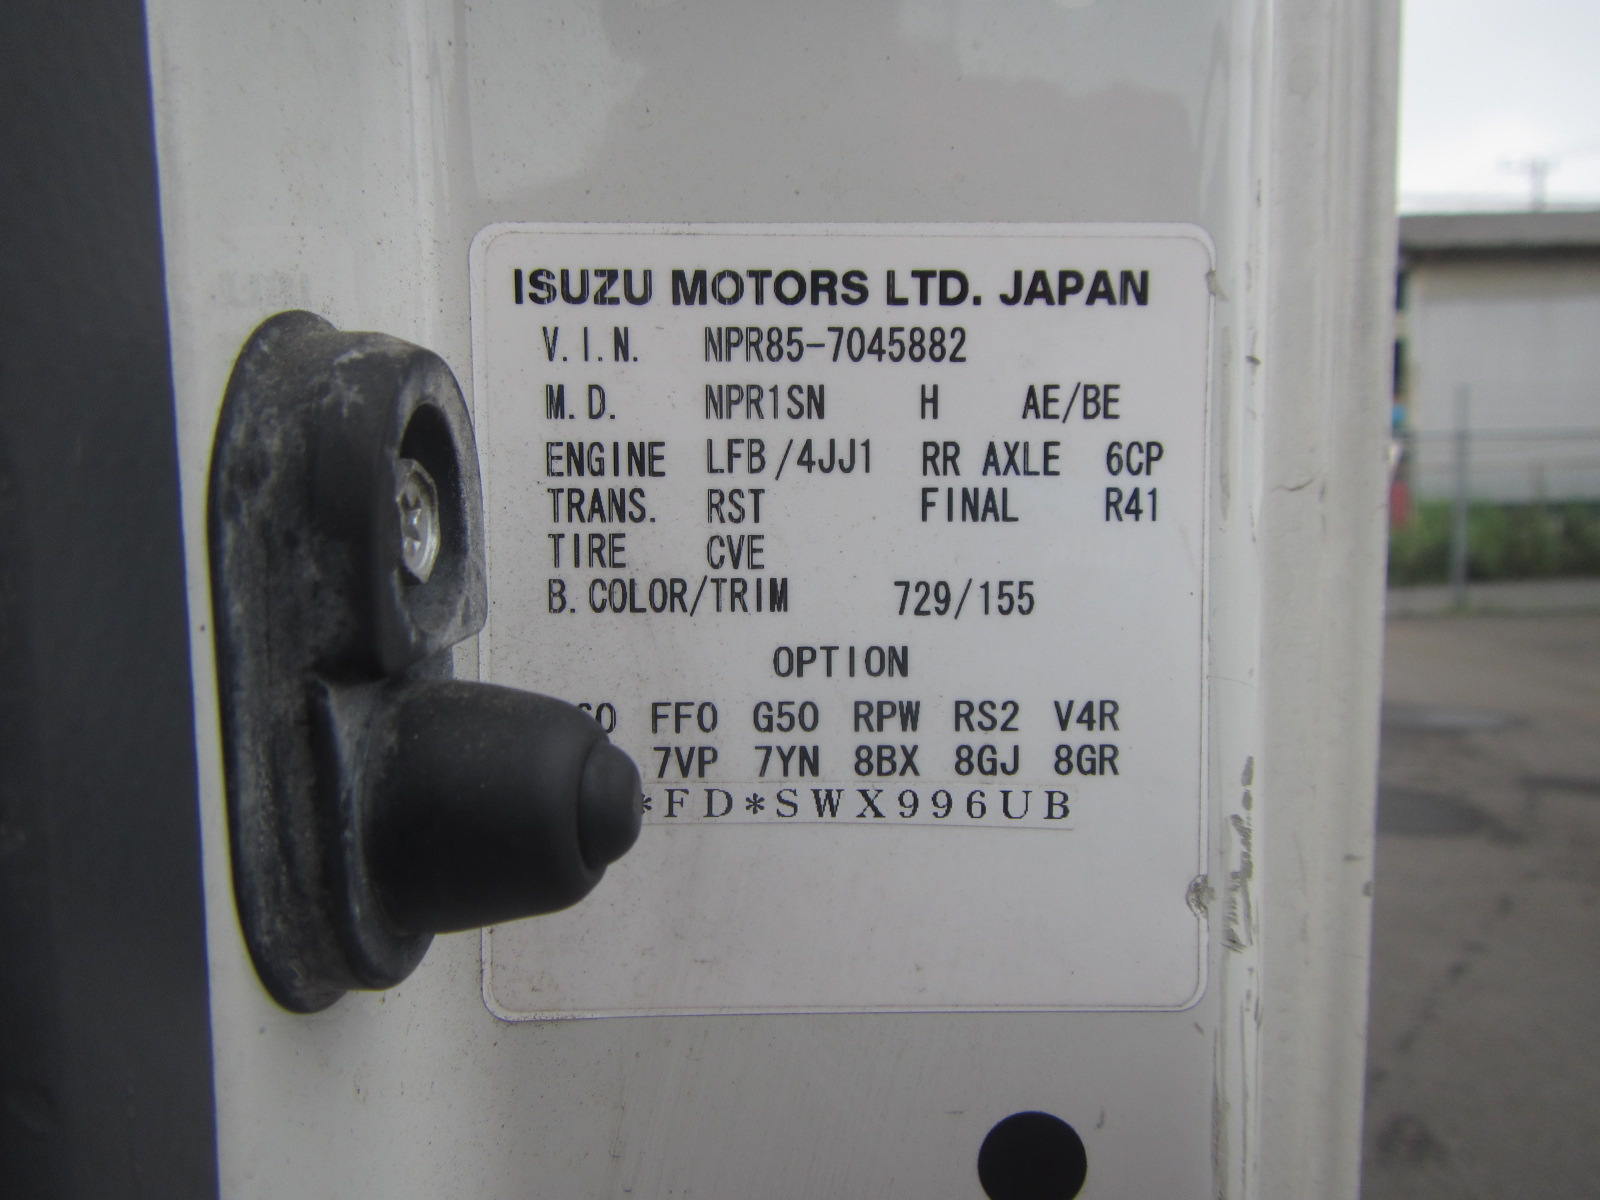 ISUZU MOTORS LTD. JAPAN
V.I.N. NPR85-7045882
M.D. NPR1SN H AE/BE
ENGINE LFB/4JJ1 RR AXLE 6CP
TRANS. RST FINAL R41
TIRE CVE
B.COLOR/TRIM 729/155
OPTION
FF0 G50 RPW RS2 V4R
7VP 7YN 8BX 8GJ 8GR
*FD*SWX996UB